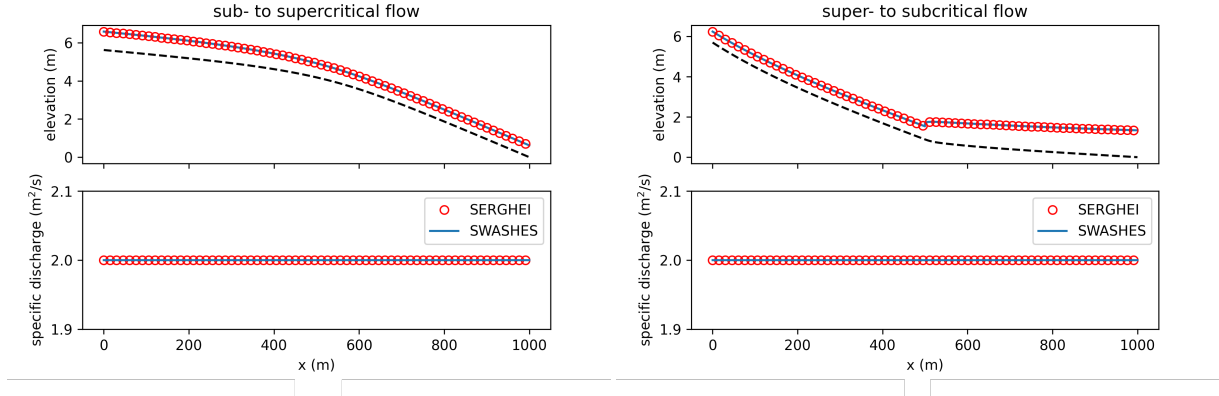 sub- to supercritical flow
elevation (m)
6
4
2
0
specific discharge (m²/s)
2.1
2.0
1.9
SERGHEI
SWASHES
0 200 400 600 800 1000
x (m)
super- to subcritical flow
elevation (m)
6
4
2
0
specific discharge (m²/s)
2.1
2.0
1.9
SERGHEI
SWASHES
0 200 400 600 800 1000
x (m)